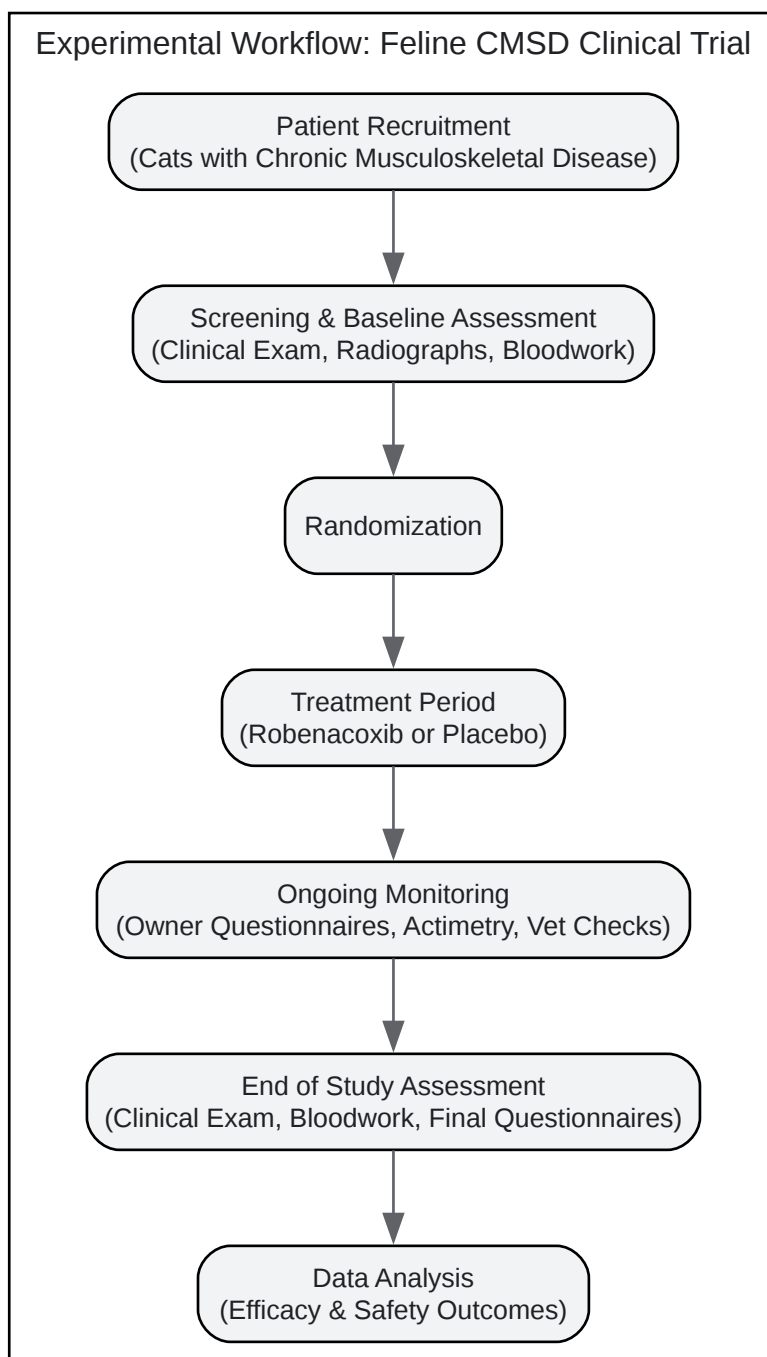 Experimental Workflow: Feline CMSD Clinical Trial
Patient Recruitment
(Cats with Chronic Musculoskeletal Disease)
Screening & Baseline Assessment
(Clinical Exam, Radiographs, Bloodwork)
Randomization
Treatment Period
(Robenacoxib or Placebo)
Ongoing Monitoring
(Owner Questionnaires, Actimetry, Vet Checks)
End of Study Assessment
(Clinical Exam, Bloodwork, Final Questionnaires)
Data Analysis
(Efficacy & Safety Outcomes)